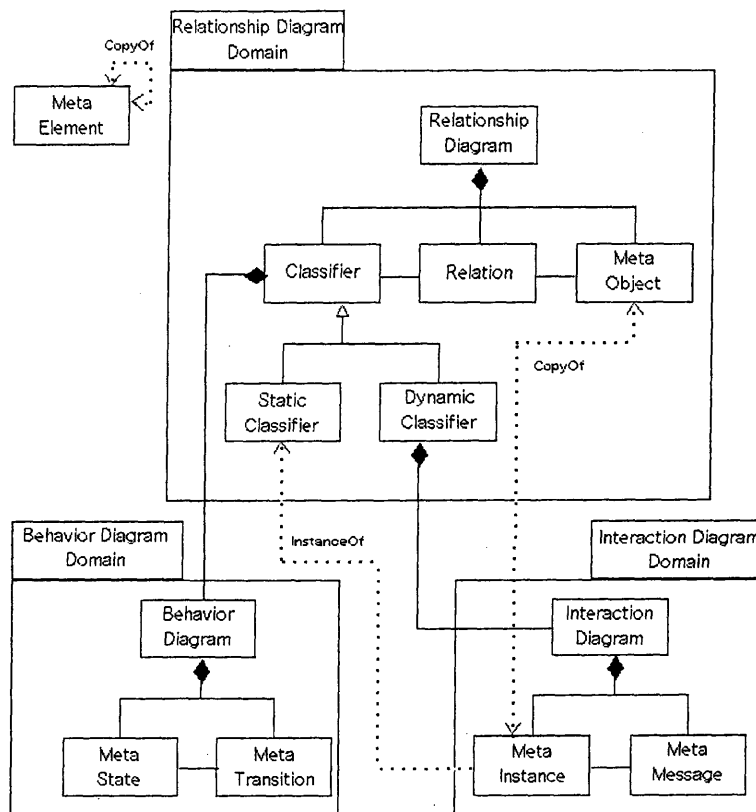 Relationship Diagram
Domain
CopyOf
Meta
Element
Relationship
Diagram
Classifier
Relation
Meta
Object
CopyOf
Static
Classifier
Dynamic
Classifier
Behavior Diagram
Domain
InstanceOf
Interaction Diagram
Domain
Behavior
Diagram
Interaction
Diagram
Meta
State
Meta
Transition
Meta
Instance
Meta
Message